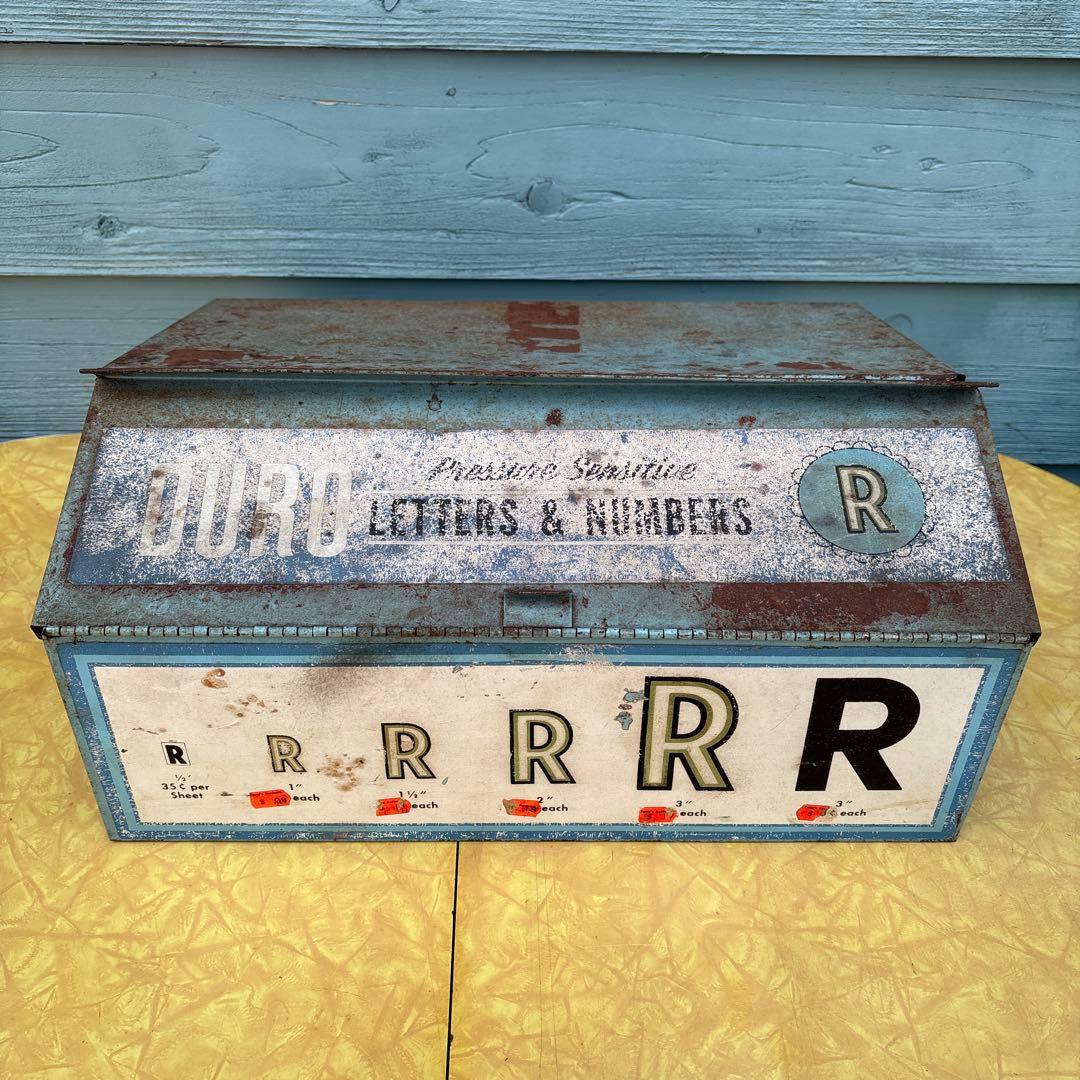 DURO
Pressure Sensitive
LETTERS & NUMBERS
R
R R R R R R
½"
35¢ per
Sheet
1"
each
1½"
each
2"
each
3"
each
3"
¢ each